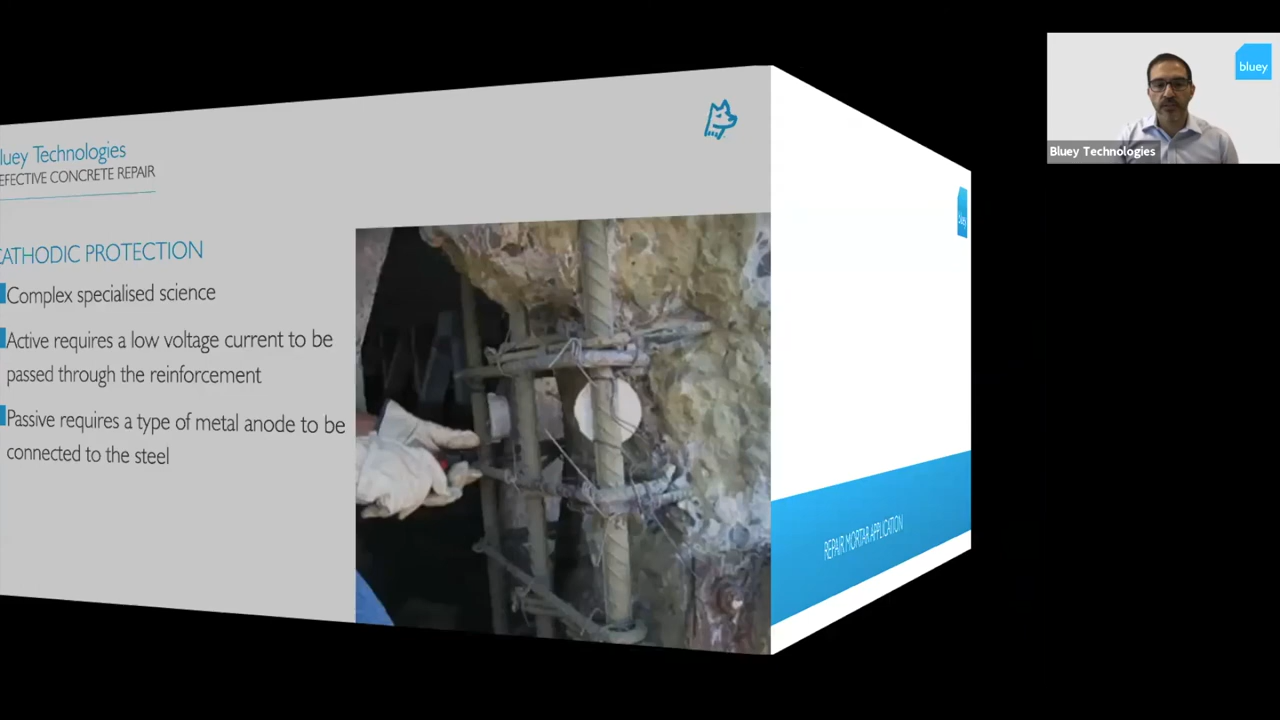 luey Technologies
EFFECTIVE CONCRETE REPAIR
CATHODIC PROTECTION
Complex specialised science
Active requires a low voltage current to be
passed through the reinforcement
Passive requires a type of metal anode to be
connected to the steel
bluey
REPAIR MORTAR APPLICATION
bluey
Bluey Technologies